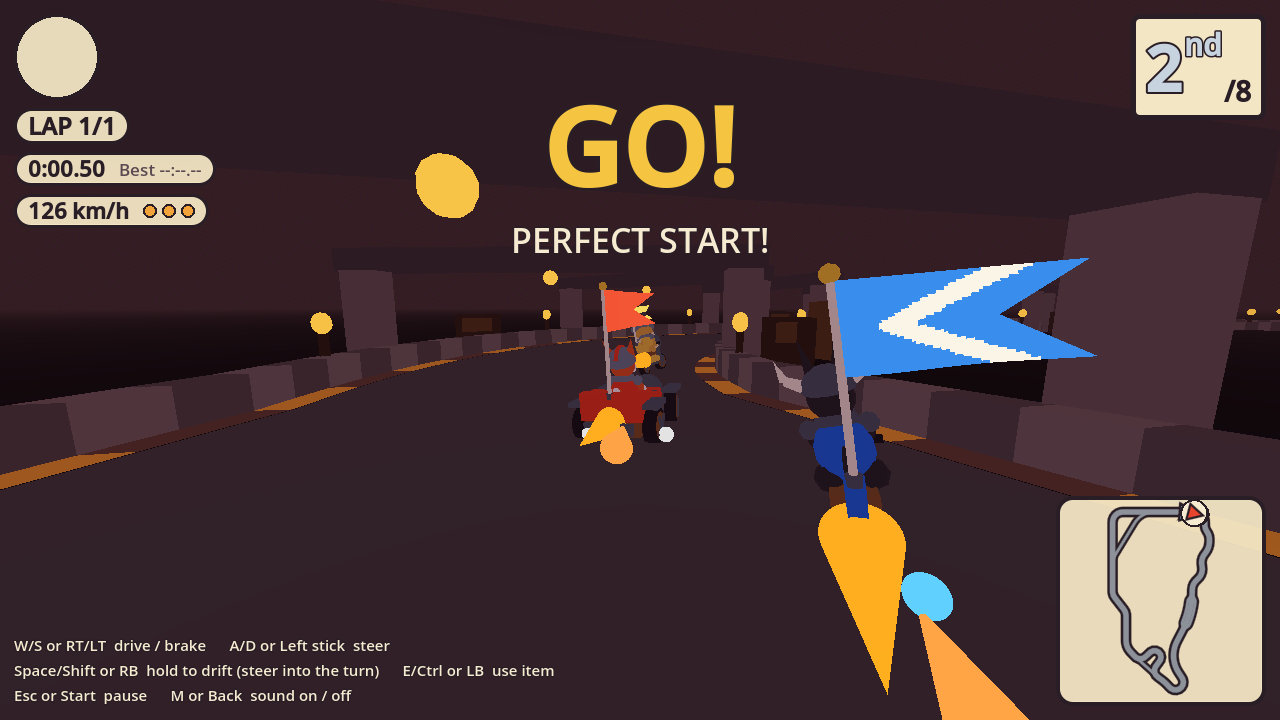 GO!
PERFECT START!
LAP 1/1
0:00.50 Best --:--.--
126 km/h
2nd
/8
W/S or RT/LT drive / brake A/D or Left stick steer
Space/Shift or RB hold to drift (steer into the turn) E/Ctrl or LB use item
Esc or Start pause M or Back sound on / off